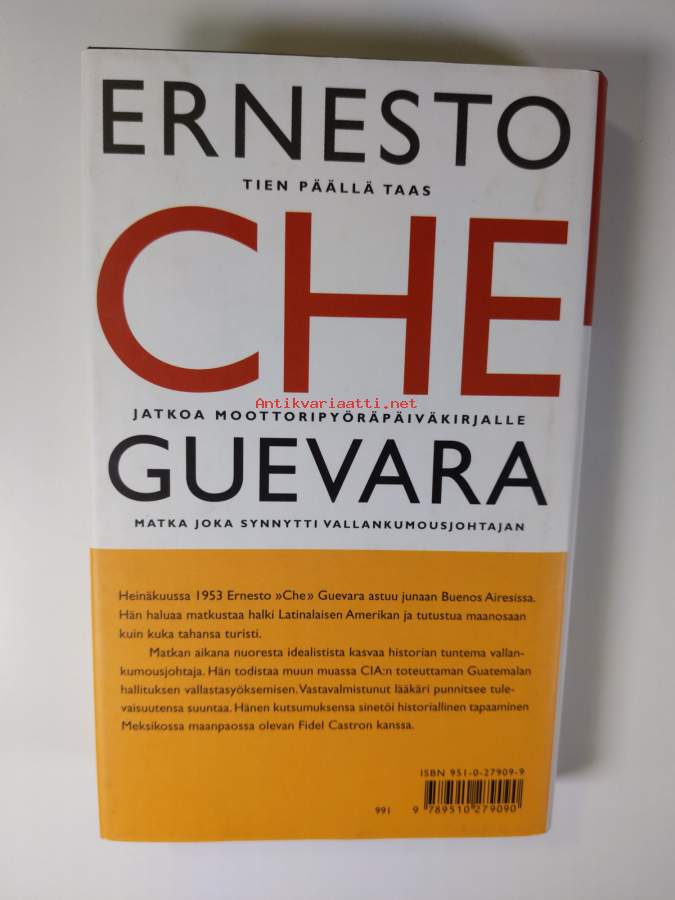 ERNESTO
TIEN PÄÄLLÄ TAAS
CHE
Antikvariaatti.net
JATKOA MOOTTORIPYÖRÄPÄIVÄKIRJALLE
GUEVARA
MATKA JOKA SYNNYTTI VALLANKUMOUSJOHTAJAN
Heinäkuussa 1953 Ernesto »Che» Guevara astuu junaan Buenos Airesissa.
Hän haluaa matkustaa halki Latinalaisen Amerikan ja tutustua maanosaan
kuin kuka tahansa turisti.
Matkan aikana nuoresta idealistista kasvaa historian tuntema vallan-
kumousjohtaja. Hän todistaa muun muassa CIA:n toteuttaman Guatemalan
hallituksen vallastasyöksemisen. Vastavalmistunut lääkäri punnitsee tule-
vaisuutensa suuntaa. Hänen kutsumuksensa sinetöi historiallinen tapaaminen
Meksikossa maanpaossa olevan Fidel Castron kanssa.
ISBN 951-0-27909-9
991 9 789510 279090